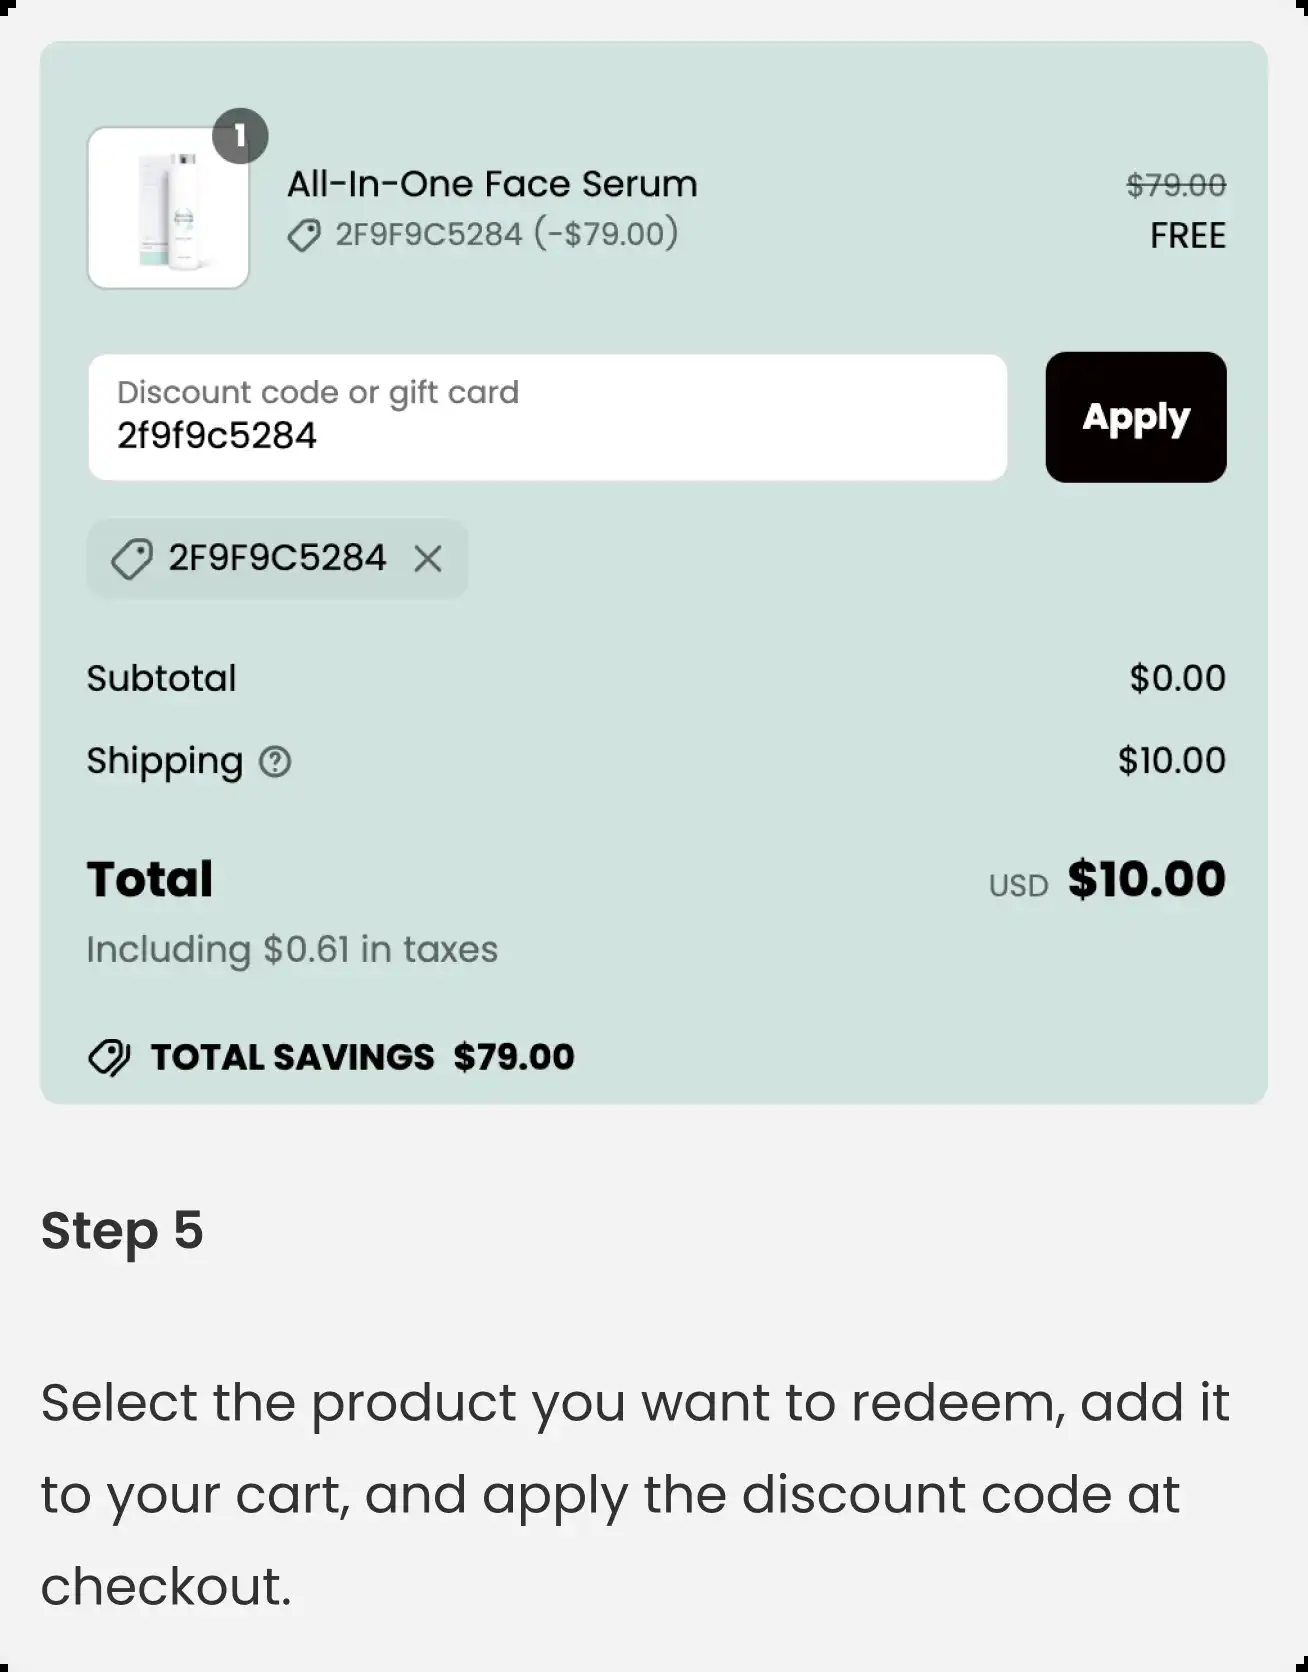 1
All-In-One Face Serum
$79.00
2F9F9C5284 (-$79.00)
FREE
Discount code or gift card
2f9f9c5284
Apply
2F9F9C5284
Subtotal
$0.00
Shipping ?
$10.00
Total
USD $10.00
Including $0.61 in taxes
TOTAL SAVINGS $79.00
Step 5
Select the product you want to redeem, add it
to your cart, and apply the discount code at
checkout.